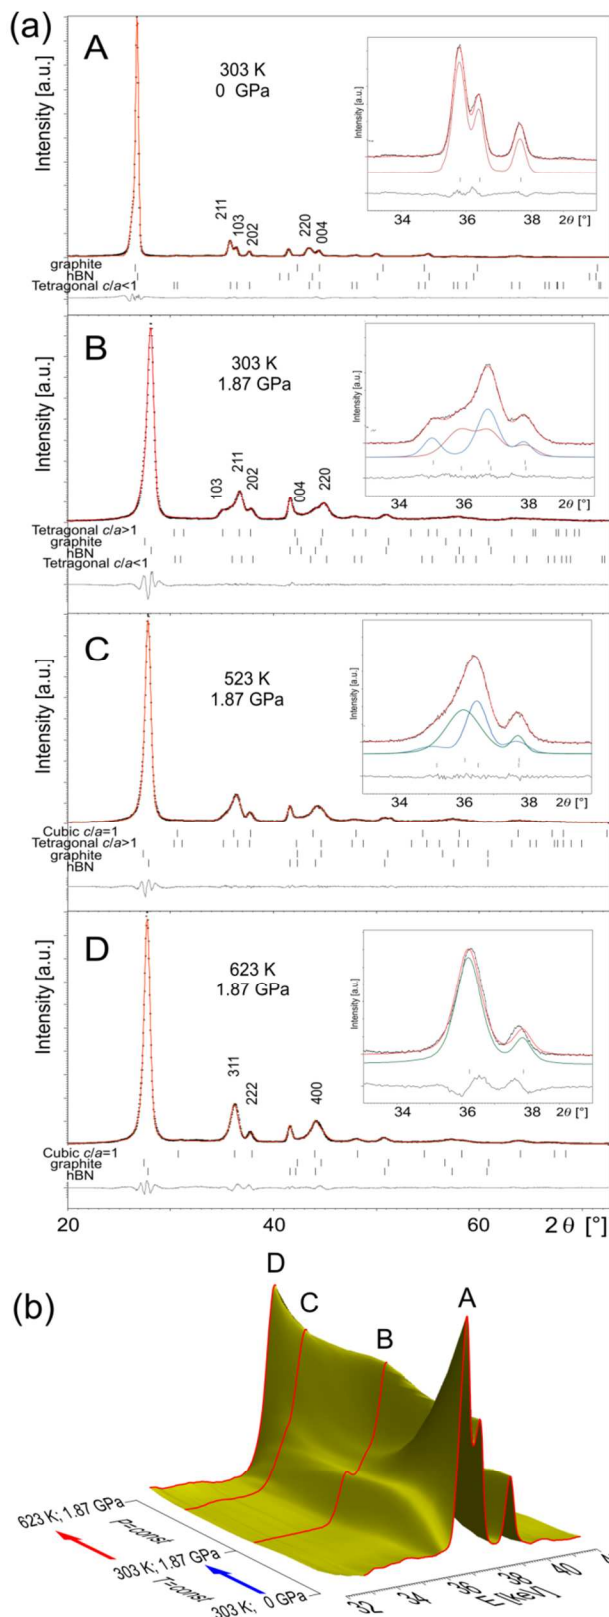 (a)
A
303 K
0 GPa
Intensity [a.u.]
Intensity [a.u.]
34 36 38 2θ [°]
211
103
202
220
004
graphite
hBN
Tetragonal c/a<1
B
303 K
1.87 GPa
Intensity [a.u.]
Intensity [a.u.]
34 36 38 2θ [°]
103
211
202
004
220
Tetragonal c/a>1
graphite
hBN
Tetragonal c/a<1
C
523 K
1.87 GPa
Intensity [a.u.]
Intensity [a.u.]
34 36 38 2θ [°]
Cubic c/a=1
Tetragonal c/a>1
graphite
hBN
D
623 K
1.87 GPa
Intensity [a.u.]
Intensity [a.u.]
34 36 38 2θ [°]
311
222
400
Cubic c/a=1
graphite
hBN
20 40 60 2 θ [°]
(b)
D
C
B
A
623 K; 1.87 GPa
p=const
303 K; 1.87 GPa
T=const
303 K; 0 GPa
32 34 36 38 40
E [keV]